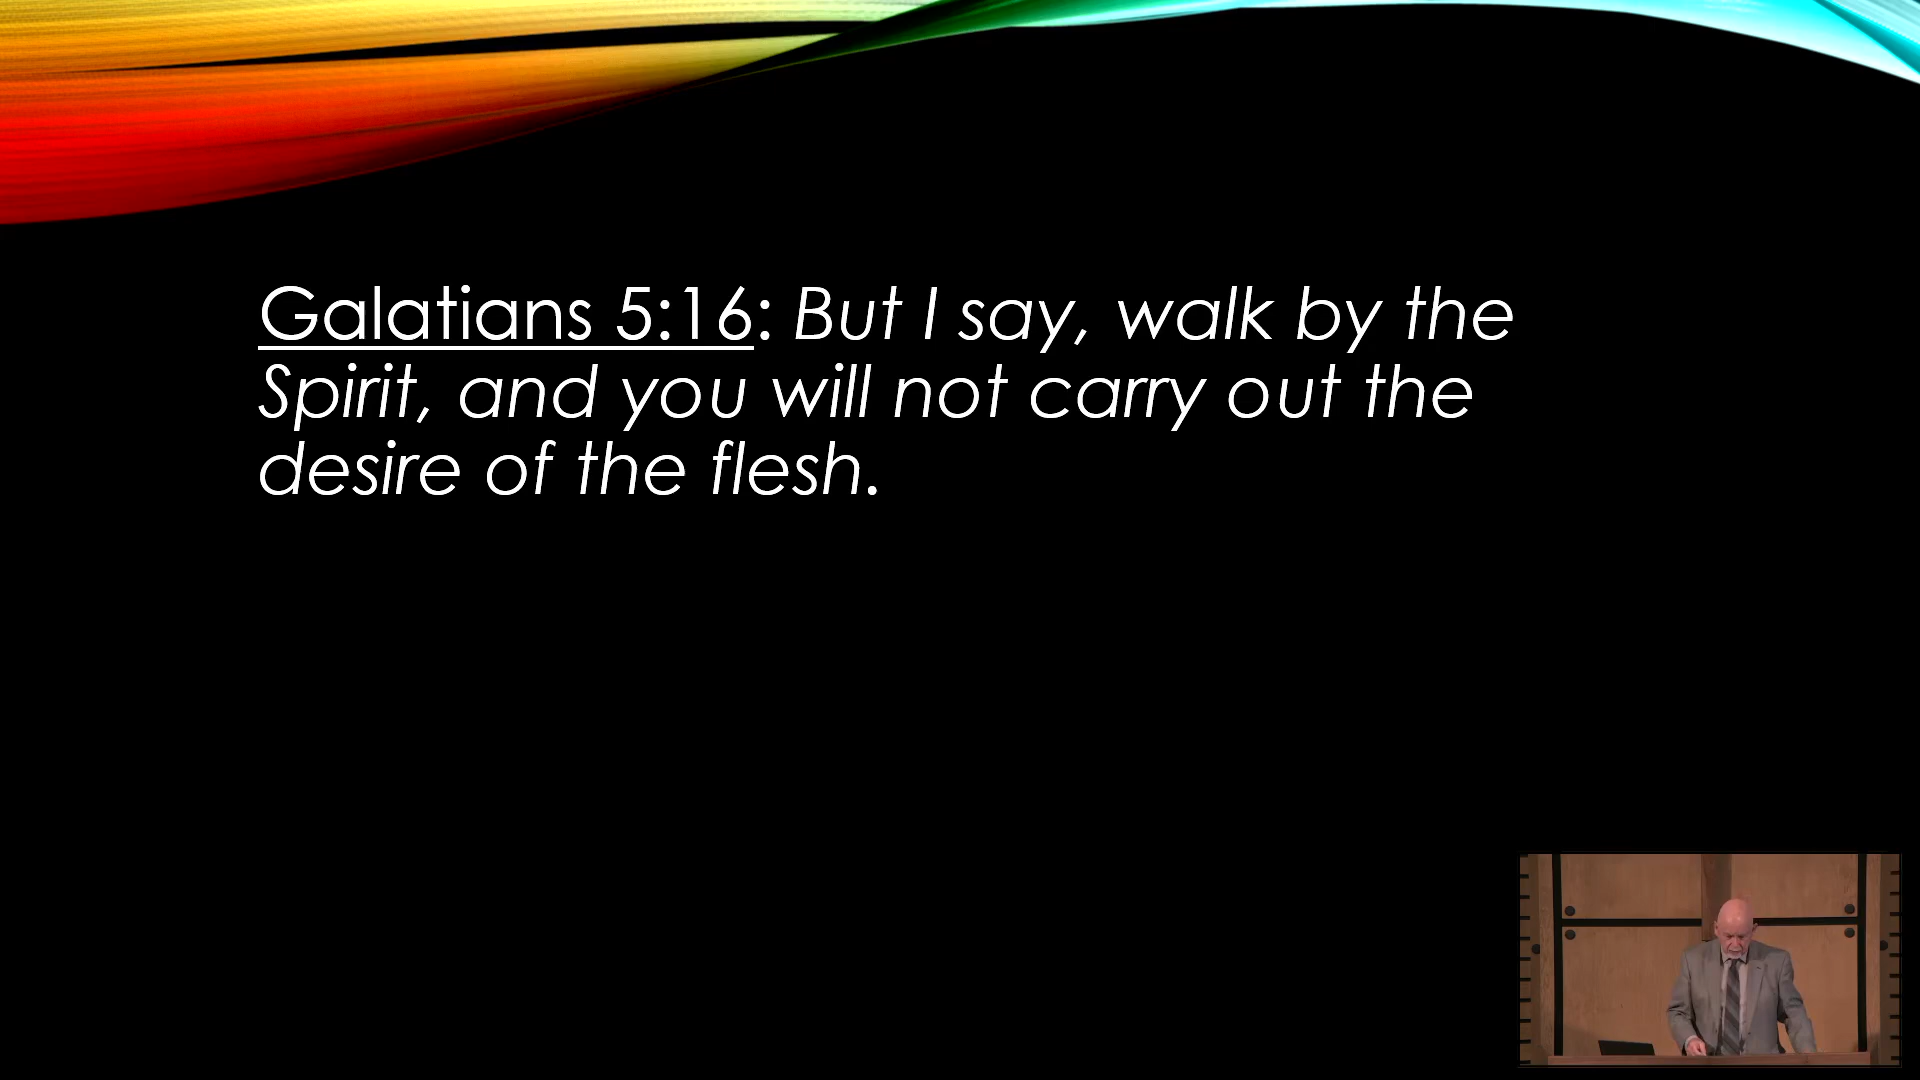 Galatians 5:16: But I say, walk by the
Spirit, and you will not carry out the
desire of the flesh.